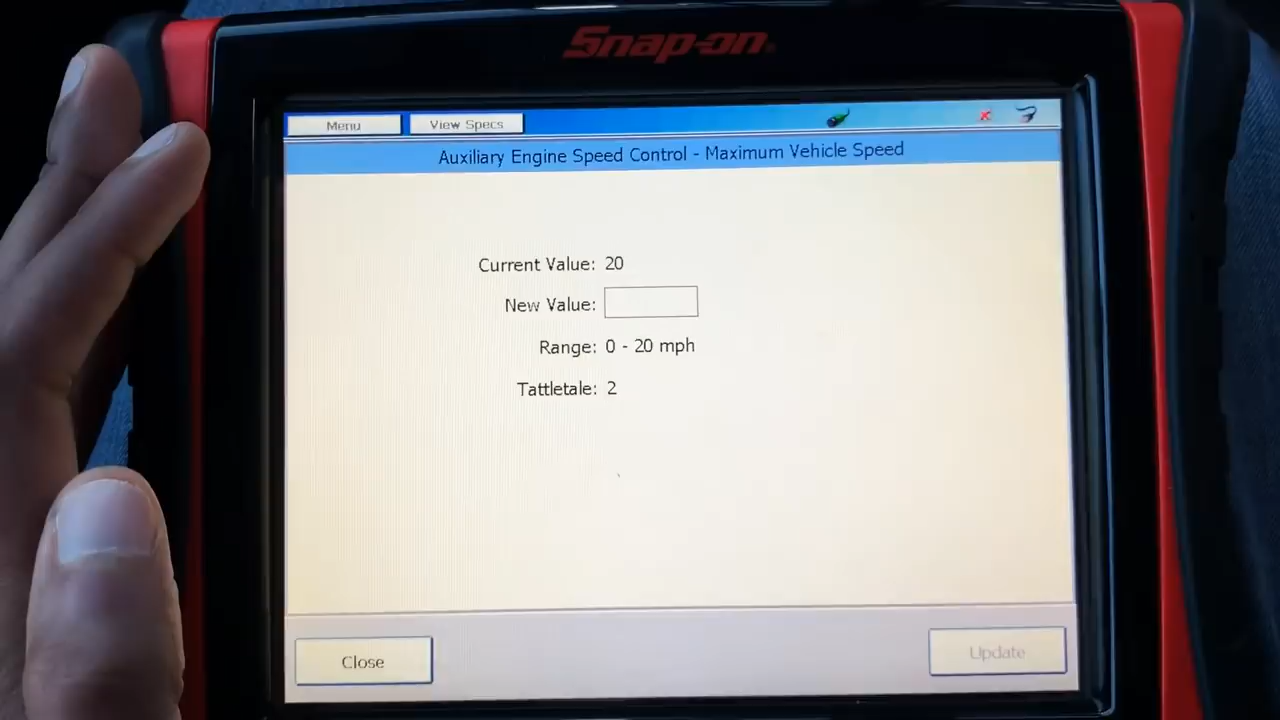 Snap-on
Menu
View Specs
Auxiliary Engine Speed Control - Maximum Vehicle Speed
Current Value: 20
New Value:
Range: 0 - 20 mph
Tattletale: 2
Close
Update